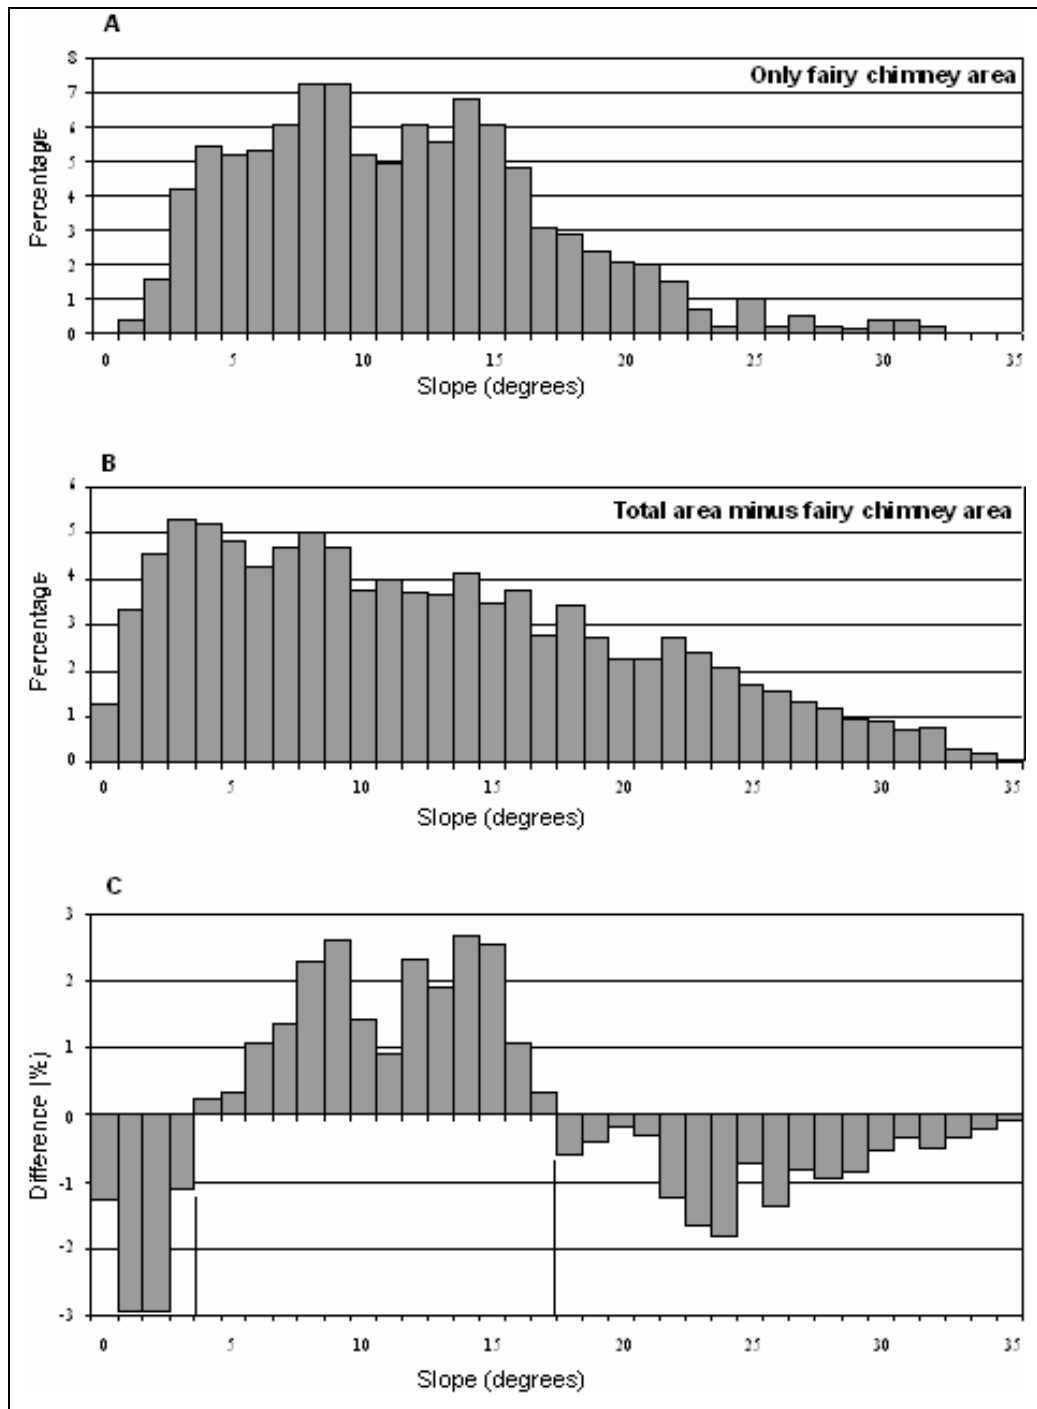 A
Only fairy chimney area
8
7
6
5
4
3
2
1
0
Percentage
0 5 10 15 20 25 30 35
Slope (degrees)
B
Total area minus fairy chimney area
6
5
4
3
2
1
0
Percentage
0 5 10 15 20 25 30 35
Slope (degrees)
C
3
2
1
0
-1
-2
-3
Difference (%)
0 5 10 15 20 25 30 35
Slope (degrees)